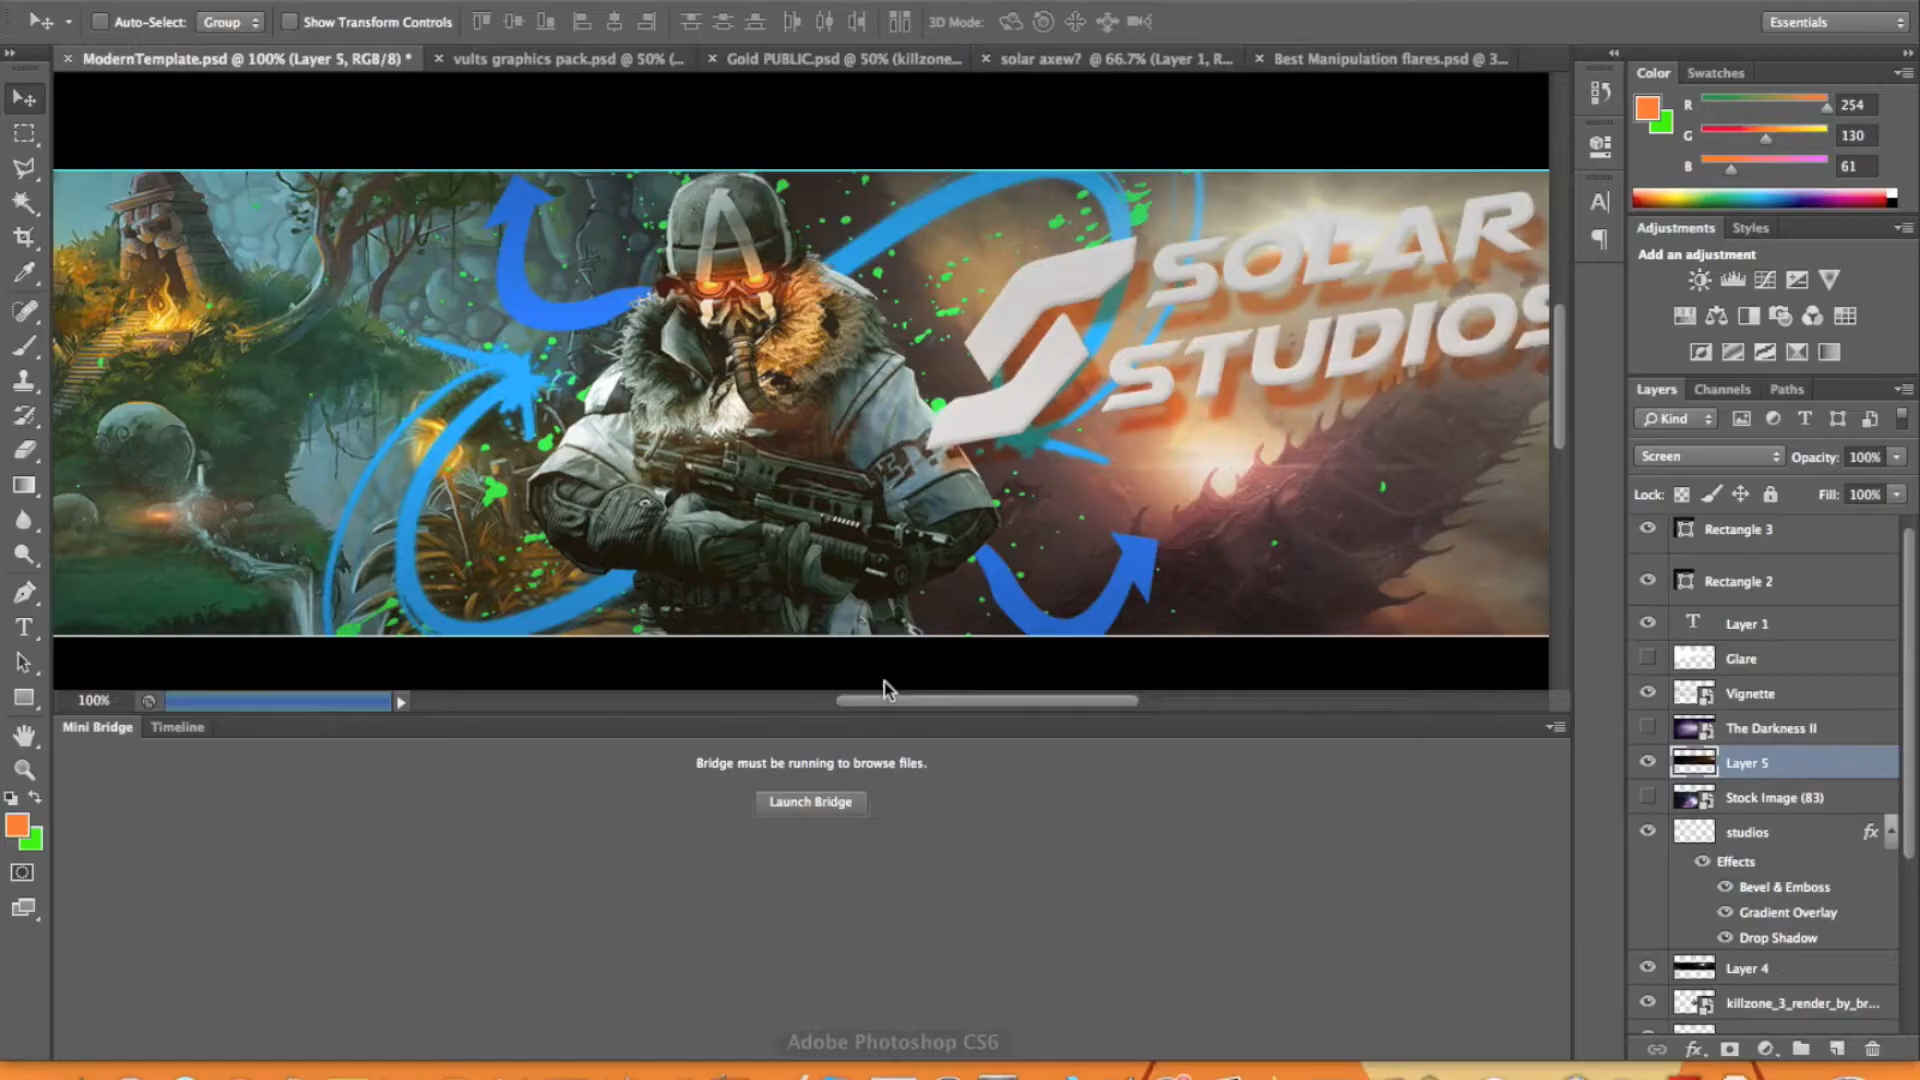 Auto-Select: Group Show Transform Controls 3D Mode: Essentials
ModernTemplate.psd @ 100% (Layer 5, RGB/8) * vults graphics pack.psd @ 50% (... Gold PUBLIC.psd @ 50% (killzone... solar axew? @ 66.7% (Layer 1, R... Best Manipulation flares.psd @ 3...
Color Swatches
R 254
G 130
B 61
Adjustments Styles
Add an adjustment
SOLAR
STUDIOS
Layers Channels Paths
Kind
Screen Opacity: 100%
Lock: Fill: 100%
Rectangle 3
Rectangle 2
T Layer 1
Glare
Vignette
The Darkness II
Layer 5
Stock Image (83)
studios fx
Effects
Bevel & Emboss
Gradient Overlay
Drop Shadow
Layer 4
killzone_3_render_by_br...
100%
Mini Bridge Timeline
Bridge must be running to browse files.
Launch Bridge
Adobe Photoshop CS6